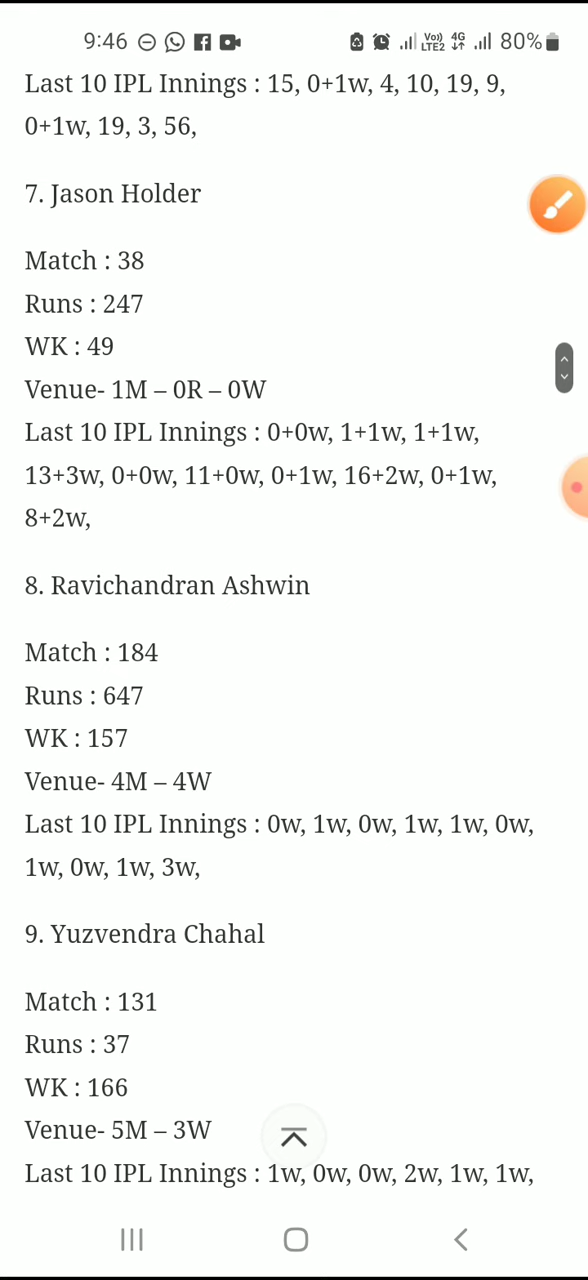 9:46 Vo)) LTE2 4G 80%
Last 10 IPL Innings : 15, 0+1w, 4, 10, 19, 9,
0+1w, 19, 3, 56,
7. Jason Holder
Match : 38
Runs : 247
WK : 49
Venue- 1M – 0R – 0W
Last 10 IPL Innings : 0+0w, 1+1w, 1+1w,
13+3w, 0+0w, 11+0w, 0+1w, 16+2w, 0+1w,
8+2w,
8. Ravichandran Ashwin
Match : 184
Runs : 647
WK : 157
Venue- 4M – 4W
Last 10 IPL Innings : 0w, 1w, 0w, 1w, 1w, 0w,
1w, 0w, 1w, 3w,
9. Yuzvendra Chahal
Match : 131
Runs : 37
WK : 166
Venue- 5M – 3W
Last 10 IPL Innings : 1w, 0w, 0w, 2w, 1w, 1w,